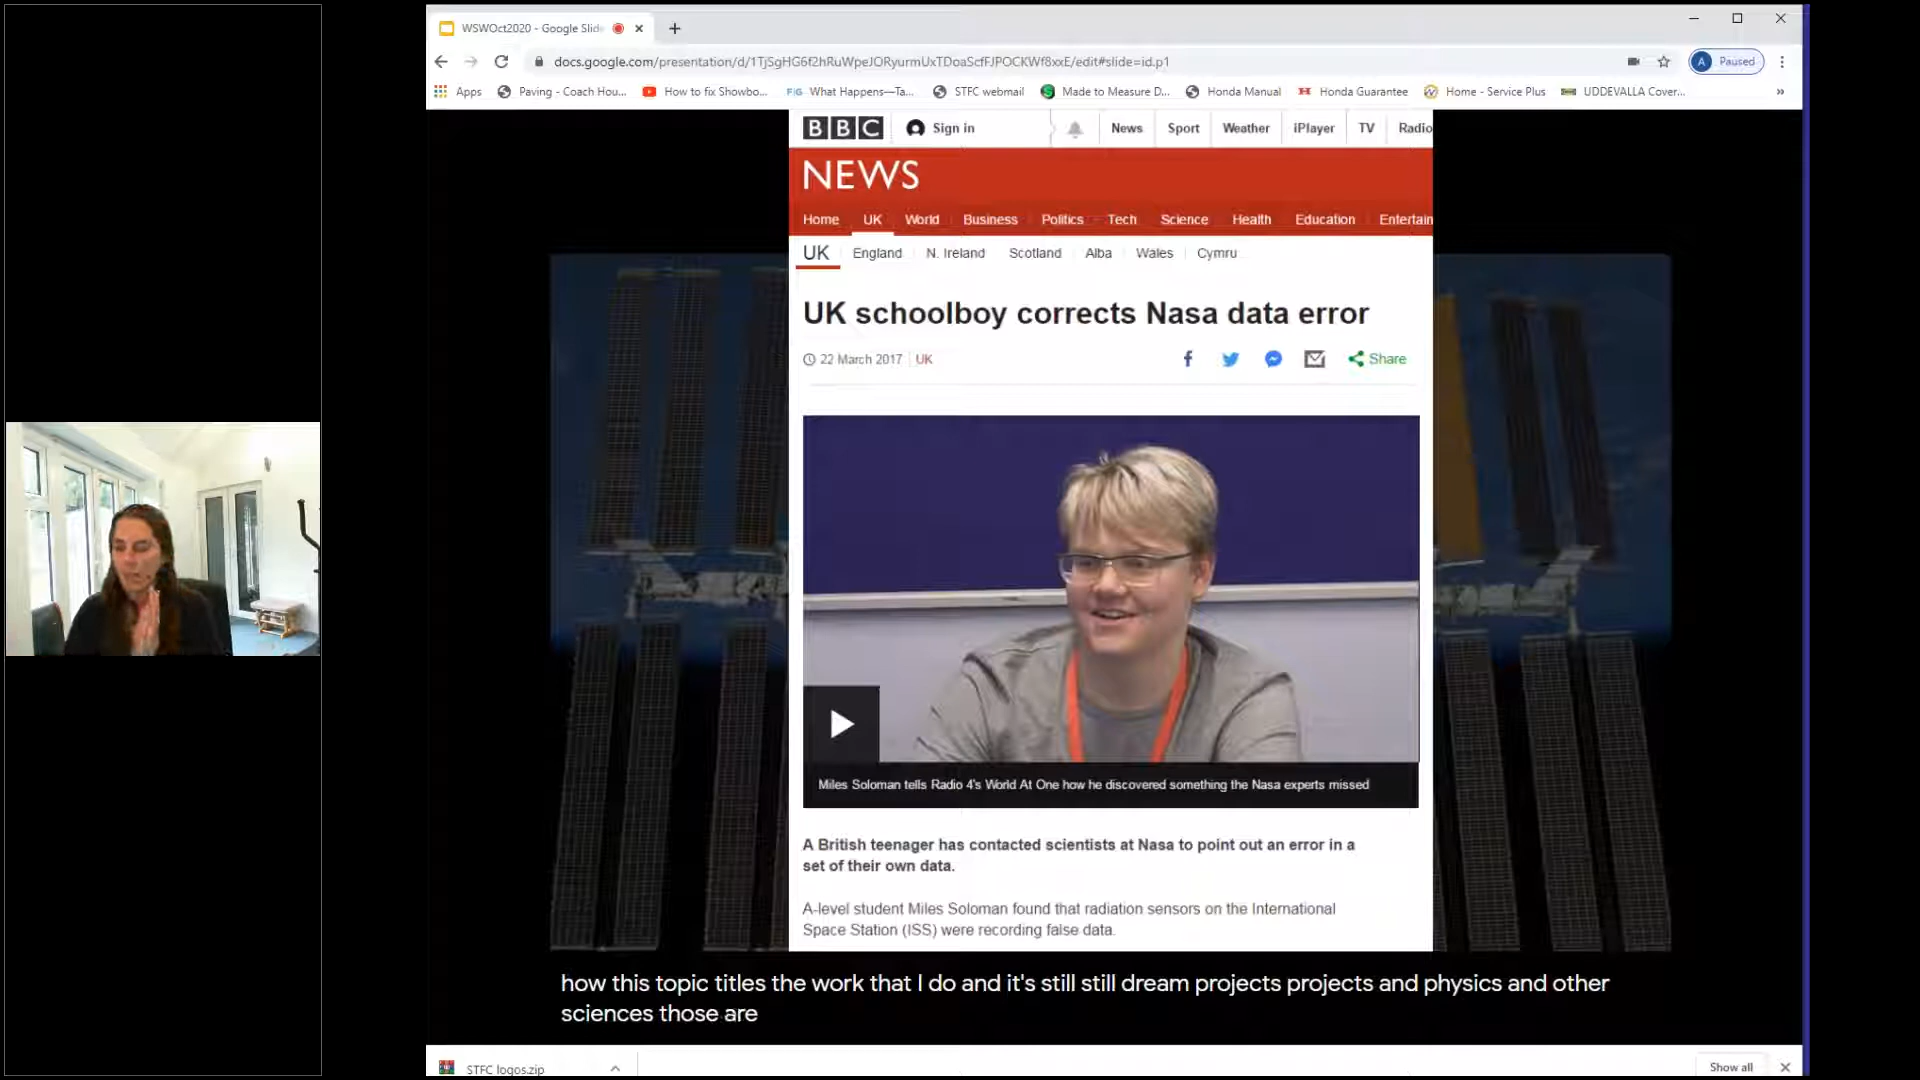 WSWOct2020 - Google Slid
docs.google.com/presentation/d/1TjSgHG6f2hRuWpeJORyurmUxTDoaScfFJPOCKWf8xxE/edit#slide=id.p1
A Paused
Apps Paving - Coach Hou... How to fix Showbo... FIG What Happens—Ta... STFC webmail Made to Measure D... Honda Manual Honda Guarantee Home - Service Plus UDDEVALLA Cover... »
BBC Sign in News Sport Weather iPlayer TV Radio
NEWS
Home UK World Business Politics Tech Science Health Education Entertain
UK England N. Ireland Scotland Alba Wales Cymru
UK schoolboy corrects Nasa data error
22 March 2017 UK Share
Miles Soloman tells Radio 4's World At One how he discovered something the Nasa experts missed
A British teenager has contacted scientists at Nasa to point out an error in a
set of their own data.
A-level student Miles Soloman found that radiation sensors on the International
Space Station (ISS) were recording false data.
how this topic titles the work that I do and it's still still dream projects projects and physics and other
sciences those are
STFC logos.zip Show all